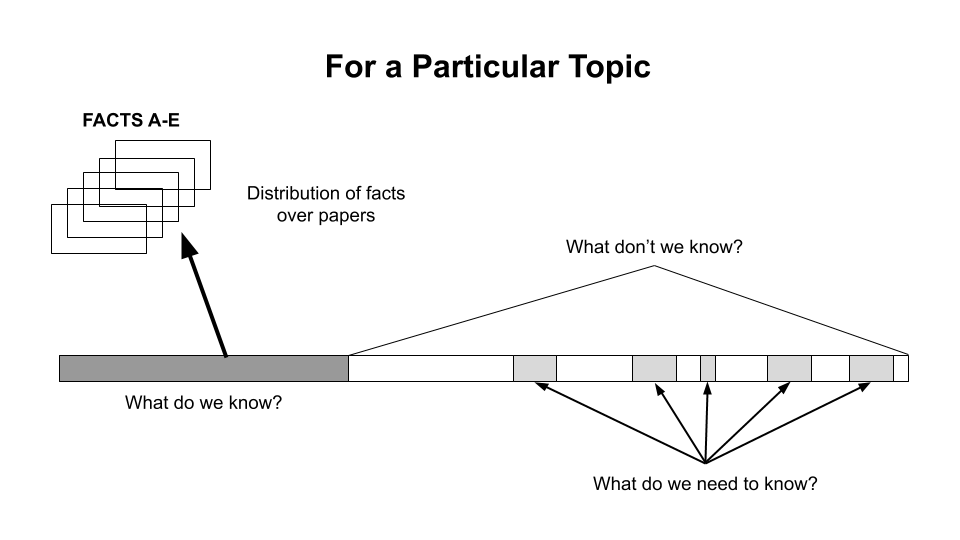 For a Particular Topic
FACTS A-E
Distribution of facts
over papers
What don’t we know?
What do we know?
What do we need to know?